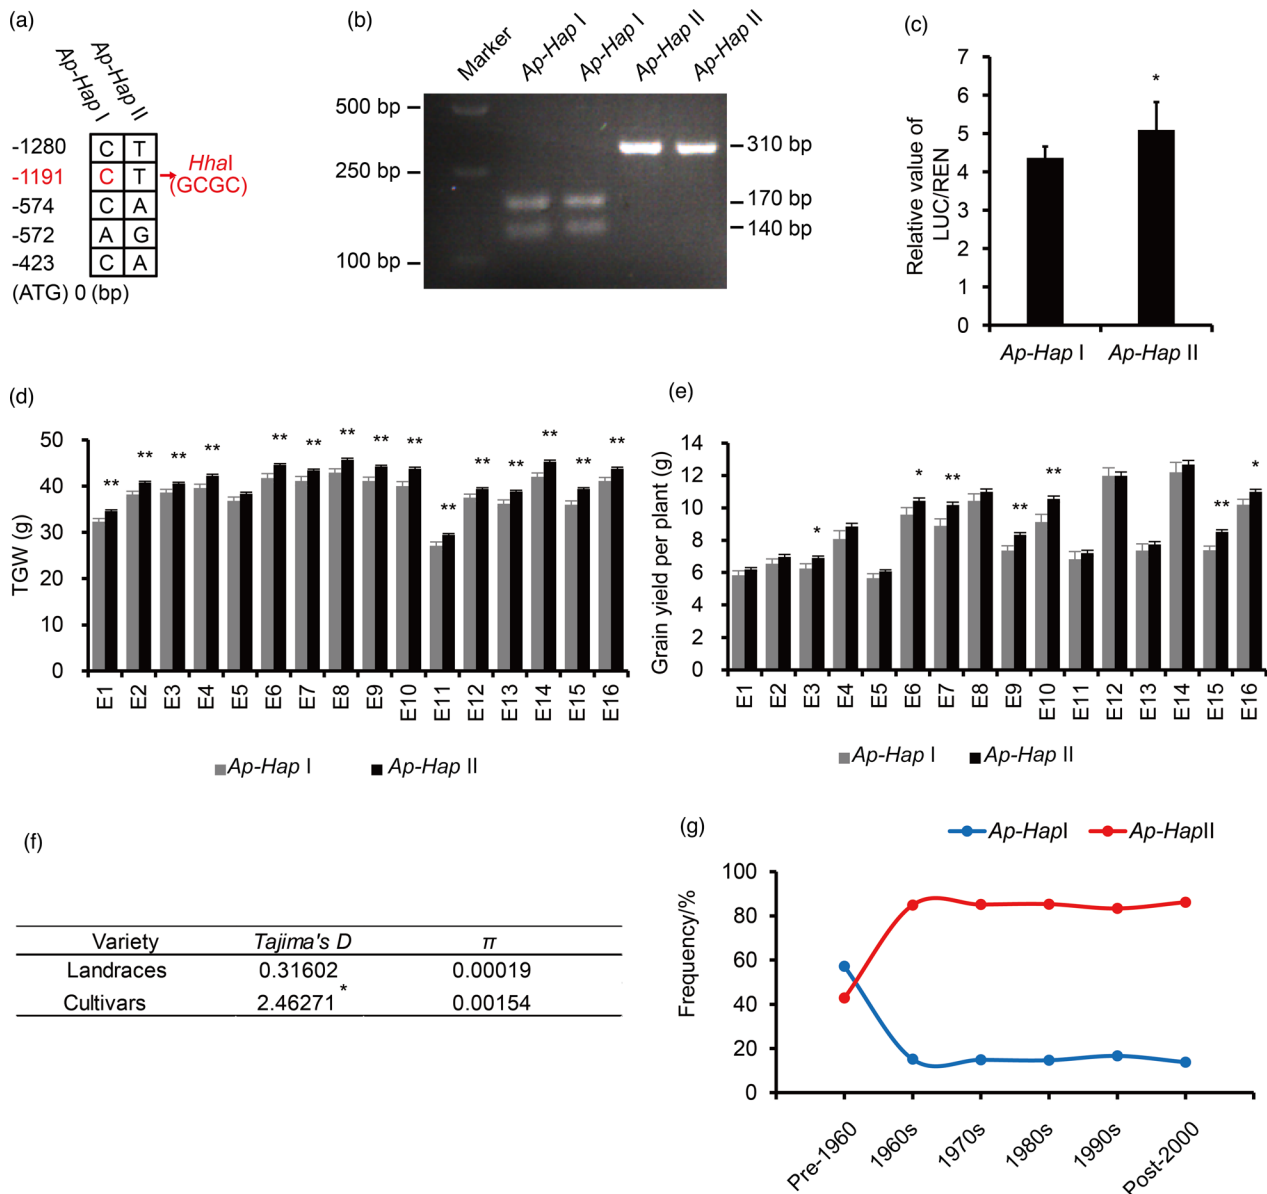 (a)
Ap-Hap I
Ap-Hap II
-1280 C T
-1191 C T HhaI
(GCGC)
-574 C A
-572 A G
-423 C A
(ATG) 0 (bp)
(b)
Marker
Ap-Hap I
Ap-Hap I
Ap-Hap II
Ap-Hap II
500 bp
250 bp
100 bp
310 bp
170 bp
140 bp
(c)
Relative value of
LUC/REN
7
6
5
4
3
2
1
0
*
Ap-Hap I
Ap-Hap II
(d)
TGW (g)
50
40
30
20
10
0
** ** ** ** ** ** ** ** ** ** ** ** ** ** **
E1 E2 E3 E4 E5 E6 E7 E8 E9 E10 E11 E12 E13 E14 E15 E16
Ap-Hap I Ap-Hap II
(e)
Grain yield per plant (g)
14
12
10
8
6
4
2
0
* * ** ** ** ** *
E1 E2 E3 E4 E5 E6 E7 E8 E9 E10 E11 E12 E13 E14 E15 E16
Ap-Hap I Ap-Hap II
(f)
Variety Tajima's D π
Landraces 0.31602 0.00019
Cultivars 2.46271* 0.00154
(g)
Ap-HapI Ap-HapII
Frequency/%
100
80
60
40
20
0
Pre-1960 1960s 1970s 1980s 1990s Post-2000